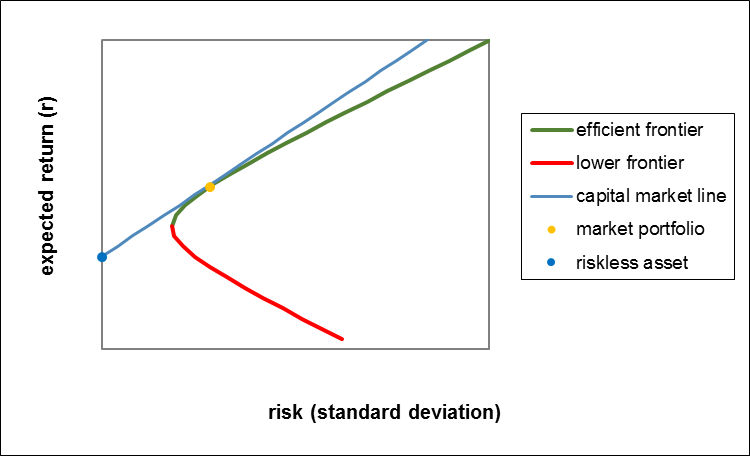 expected return (r)
efficient frontier
lower frontier
capital market line
market portfolio
riskless asset
risk (standard deviation)